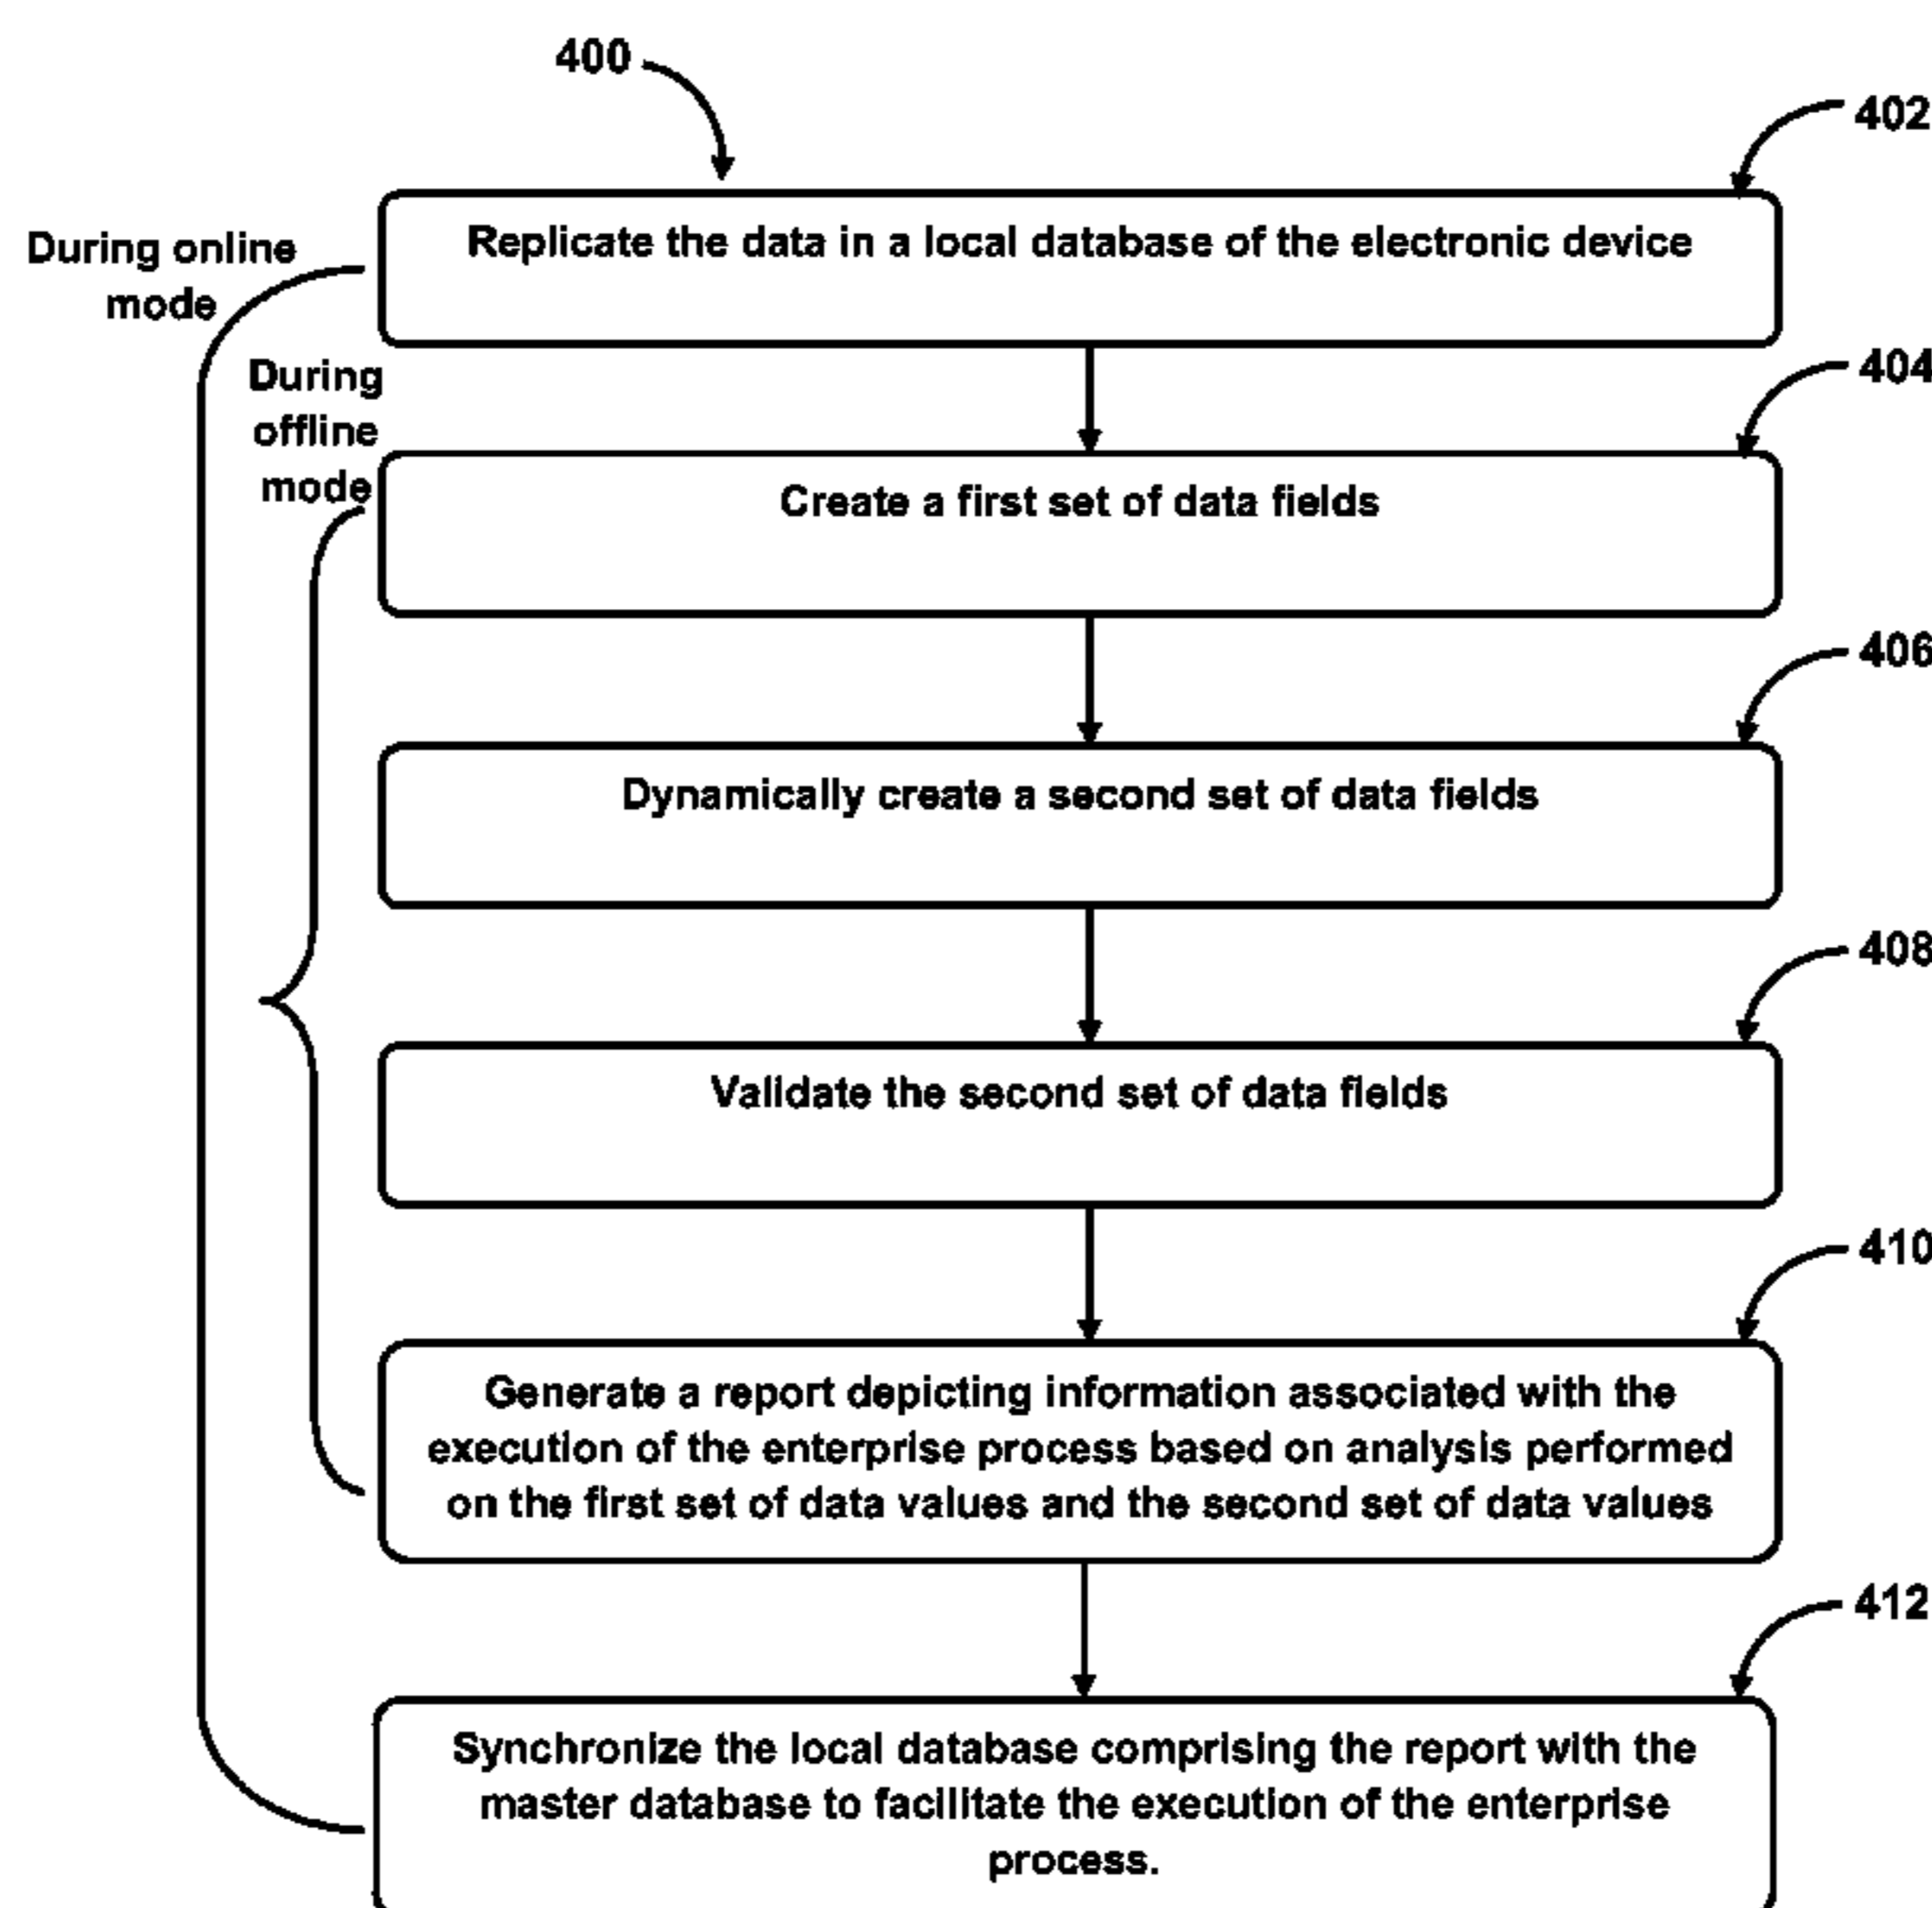 400
402
During online
mode
Replicate the data in a local database of the electronic device
During
offline
mode
404
Create a first set of data fields
406
Dynamically create a second set of data fields
408
Validate the second set of data fields
410
Generate a report depicting information associated with the
execution of the enterprise process based on analysis performed
on the first set of data values and the second set of data values
412
Synchronize the local database comprising the report with the
master database to facilitate the execution of the enterprise
process.